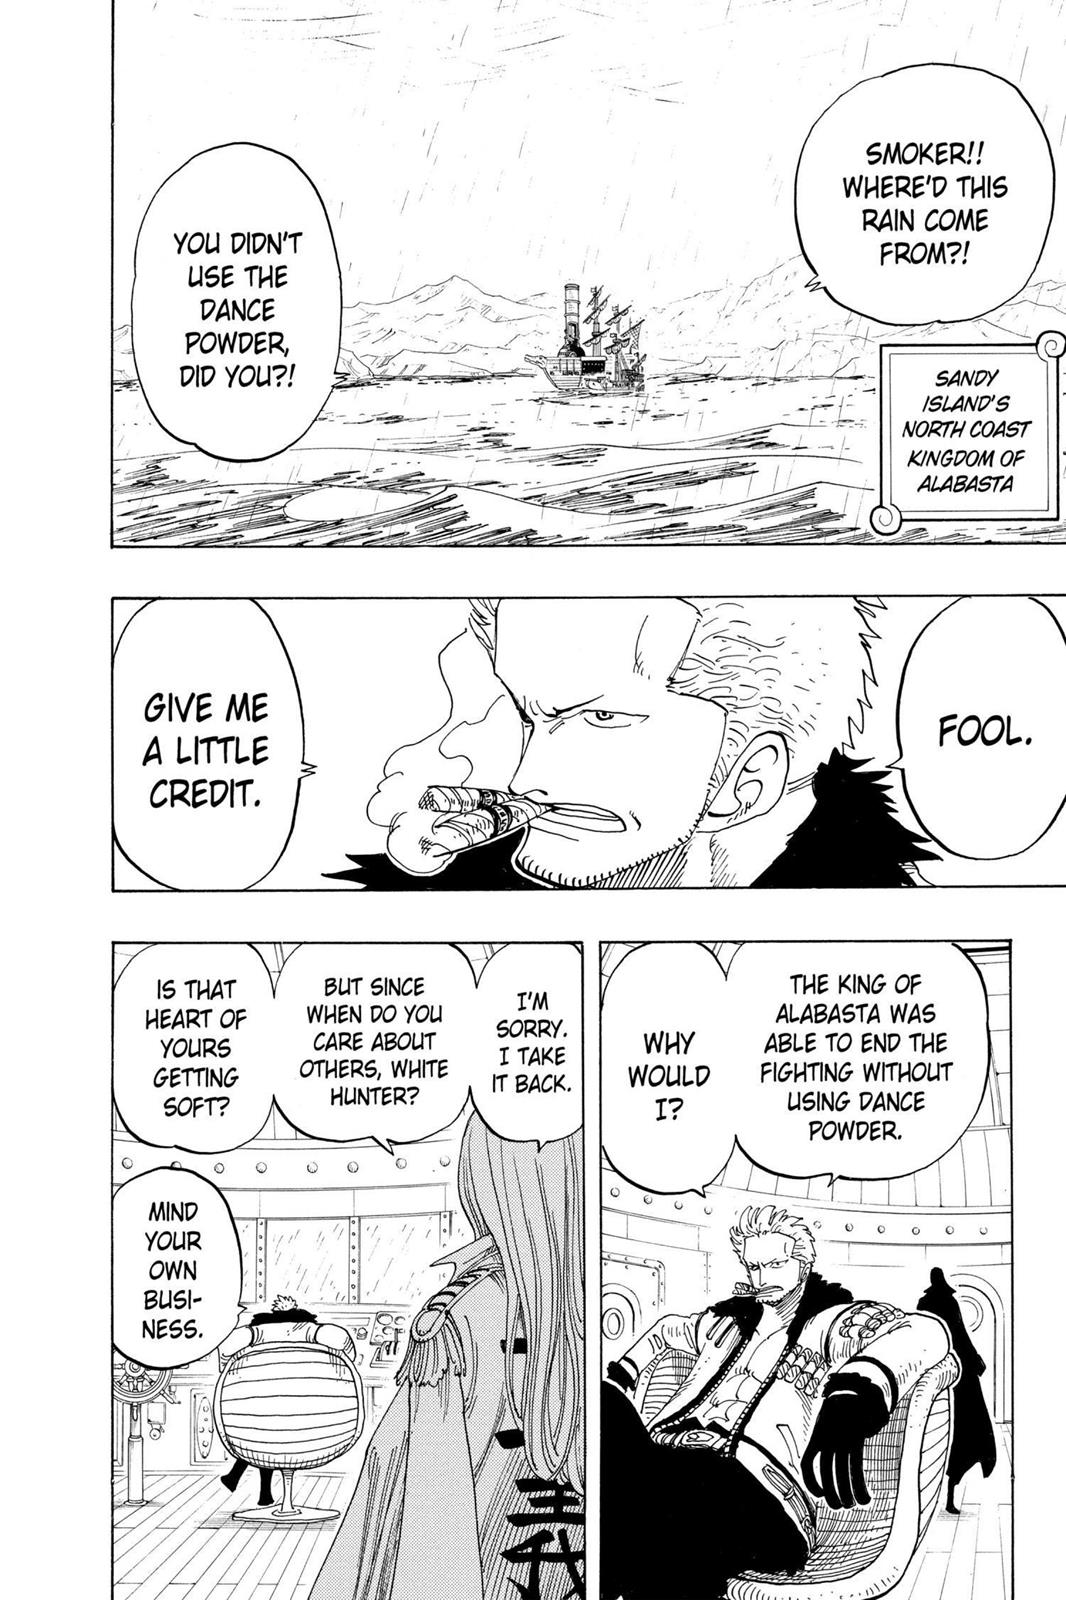 SMOKER!!
WHERE'D THIS
RAIN COME
FROM?!
YOU DIDN'T
USE THE
DANCE
POWDER,
DID YOU?!
SANDY
ISLAND'S
NORTH COAST
KINGDOM OF
ALABASTA
FOOL.
GIVE ME
A LITTLE
CREDIT.
THE KING OF
ALABASTA WAS
ABLE TO END THE
FIGHTING WITHOUT
USING DANCE
POWDER.
WHY
WOULD
I?
I'M
SORRY.
I TAKE
IT BACK.
BUT SINCE
WHEN DO YOU
CARE ABOUT
OTHERS, WHITE
HUNTER?
IS THAT
HEART OF
YOURS
GETTING
SOFT?
MIND
YOUR
OWN
BUSI-
NESS.
義